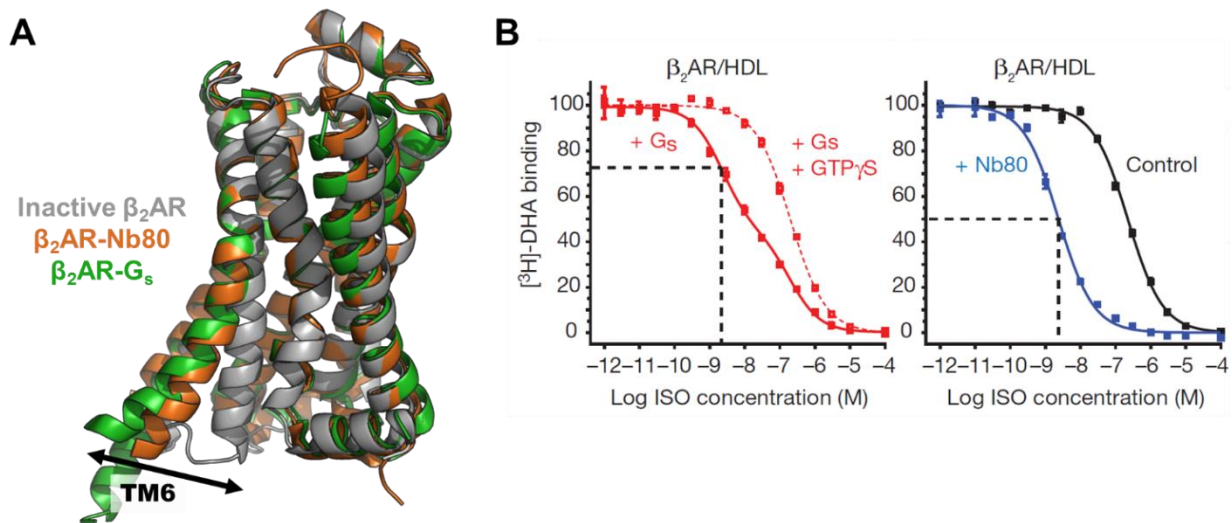 A
Inactive β₂AR
β₂AR-Nb80
β₂AR-Gₛ
TM6
B
β₂AR/HDL
[³H]-DHA binding
100
80
60
40
20
0
+ Gₛ
+ Gₛ
+ GTPγS
−12 −11 −10 −9 −8 −7 −6 −5 −4
Log ISO concentration (M)
β₂AR/HDL
100
80
60
40
20
0
+ Nb80
Control
−12 −11 −10 −9 −8 −7 −6 −5 −4
Log ISO concentration (M)